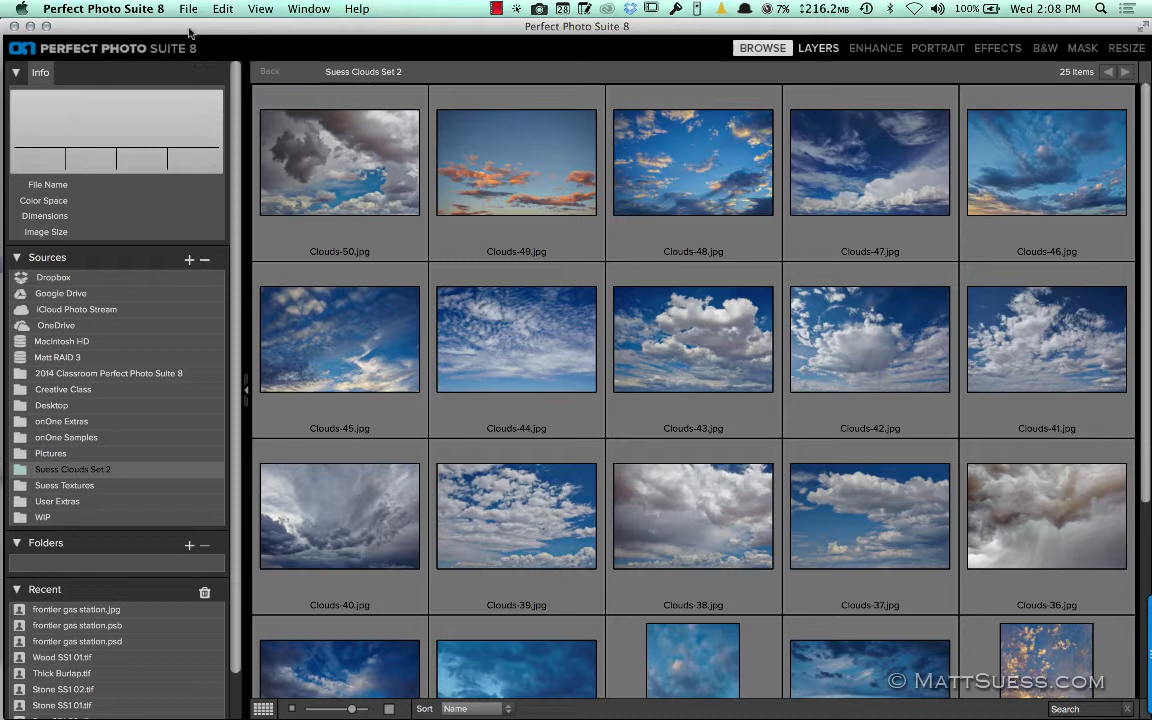 Perfect Photo Suite 8 File Edit View Window Help 28 7% 216.2MB 100% Wed 2:08 PM
Perfect Photo Suite 8
on PERFECT PHOTO SUITE 8 BROWSE LAYERS ENHANCE PORTRAIT EFFECTS B&W MASK RESIZE
Info
Back Suess Clouds Set 2 25 Items
File Name
Color Space
Dimensions
Image Size
Sources
Dropbox
Google Drive
iCloud Photo Stream
OneDrive
Macintosh HD
Matt RAID 3
2014 Classroom Perfect Photo Suite 8
Creative Class
Desktop
onOne Extras
onOne Samples
Pictures
Suess Clouds Set 2
Suess Textures
User Extras
WIP
Folders
Recent
frontier gas station.jpg
frontier gas station.psb
frontier gas station.psd
Wood SS1 01.tif
Thick Burlap.tif
Stone SS1 02.tif
Stone SS1 01.tif
Clouds-50.jpg Clouds-49.jpg Clouds-48.jpg Clouds-47.jpg Clouds-46.jpg
Clouds-45.jpg Clouds-44.jpg Clouds-43.jpg Clouds-42.jpg Clouds-41.jpg
Clouds-40.jpg Clouds-39.jpg Clouds-38.jpg Clouds-37.jpg Clouds-36.jpg
© MattSuess.com
Sort Name Search